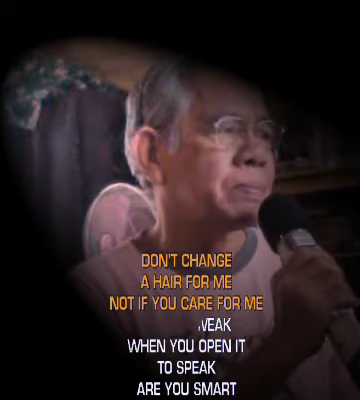 DON'T CHANGE
A HAIR FOR ME
NOT IF YOU CARE FOR ME
WEAK
WHEN YOU OPEN IT
TO SPEAK
ARE YOU SMART